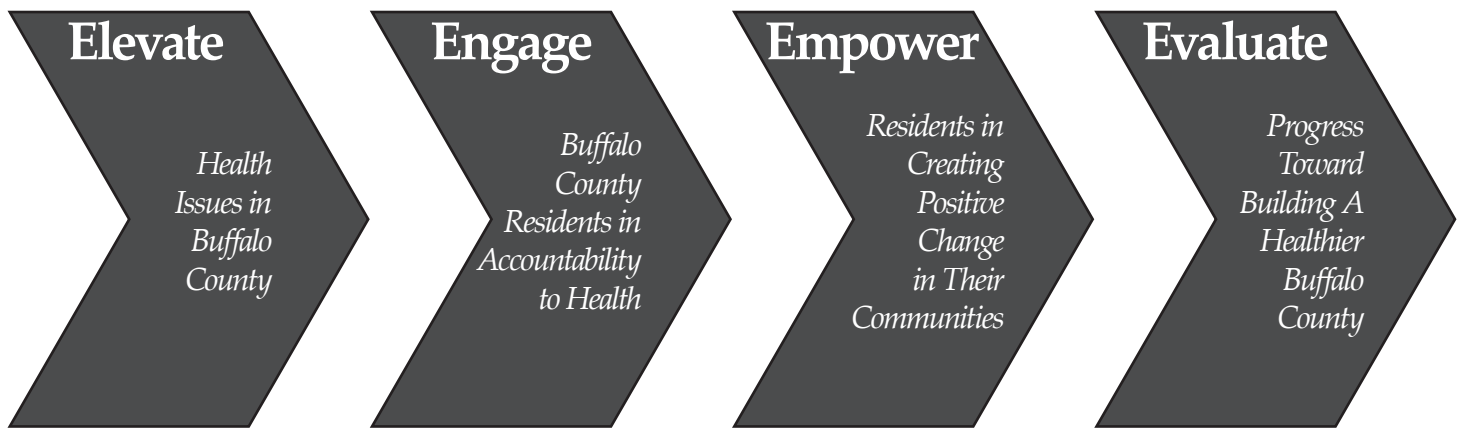 Elevate
Health
Issues in
Buffalo
County
Engage
Buffalo
County
Residents in
Accountability
to Health
Empower
Residents in
Creating
Positive
Change
in Their
Communities
Evaluate
Progress
Toward
Building A
Healthier
Buffalo
County